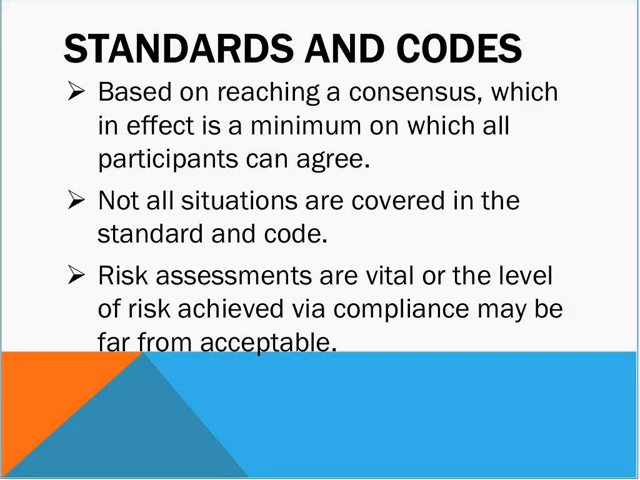 STANDARDS AND CODES
➢ Based on reaching a consensus, which
in effect is a minimum on which all
participants can agree.
➢ Not all situations are covered in the
standard and code.
➢ Risk assessments are vital or the level
of risk achieved via compliance may be
far from acceptable.